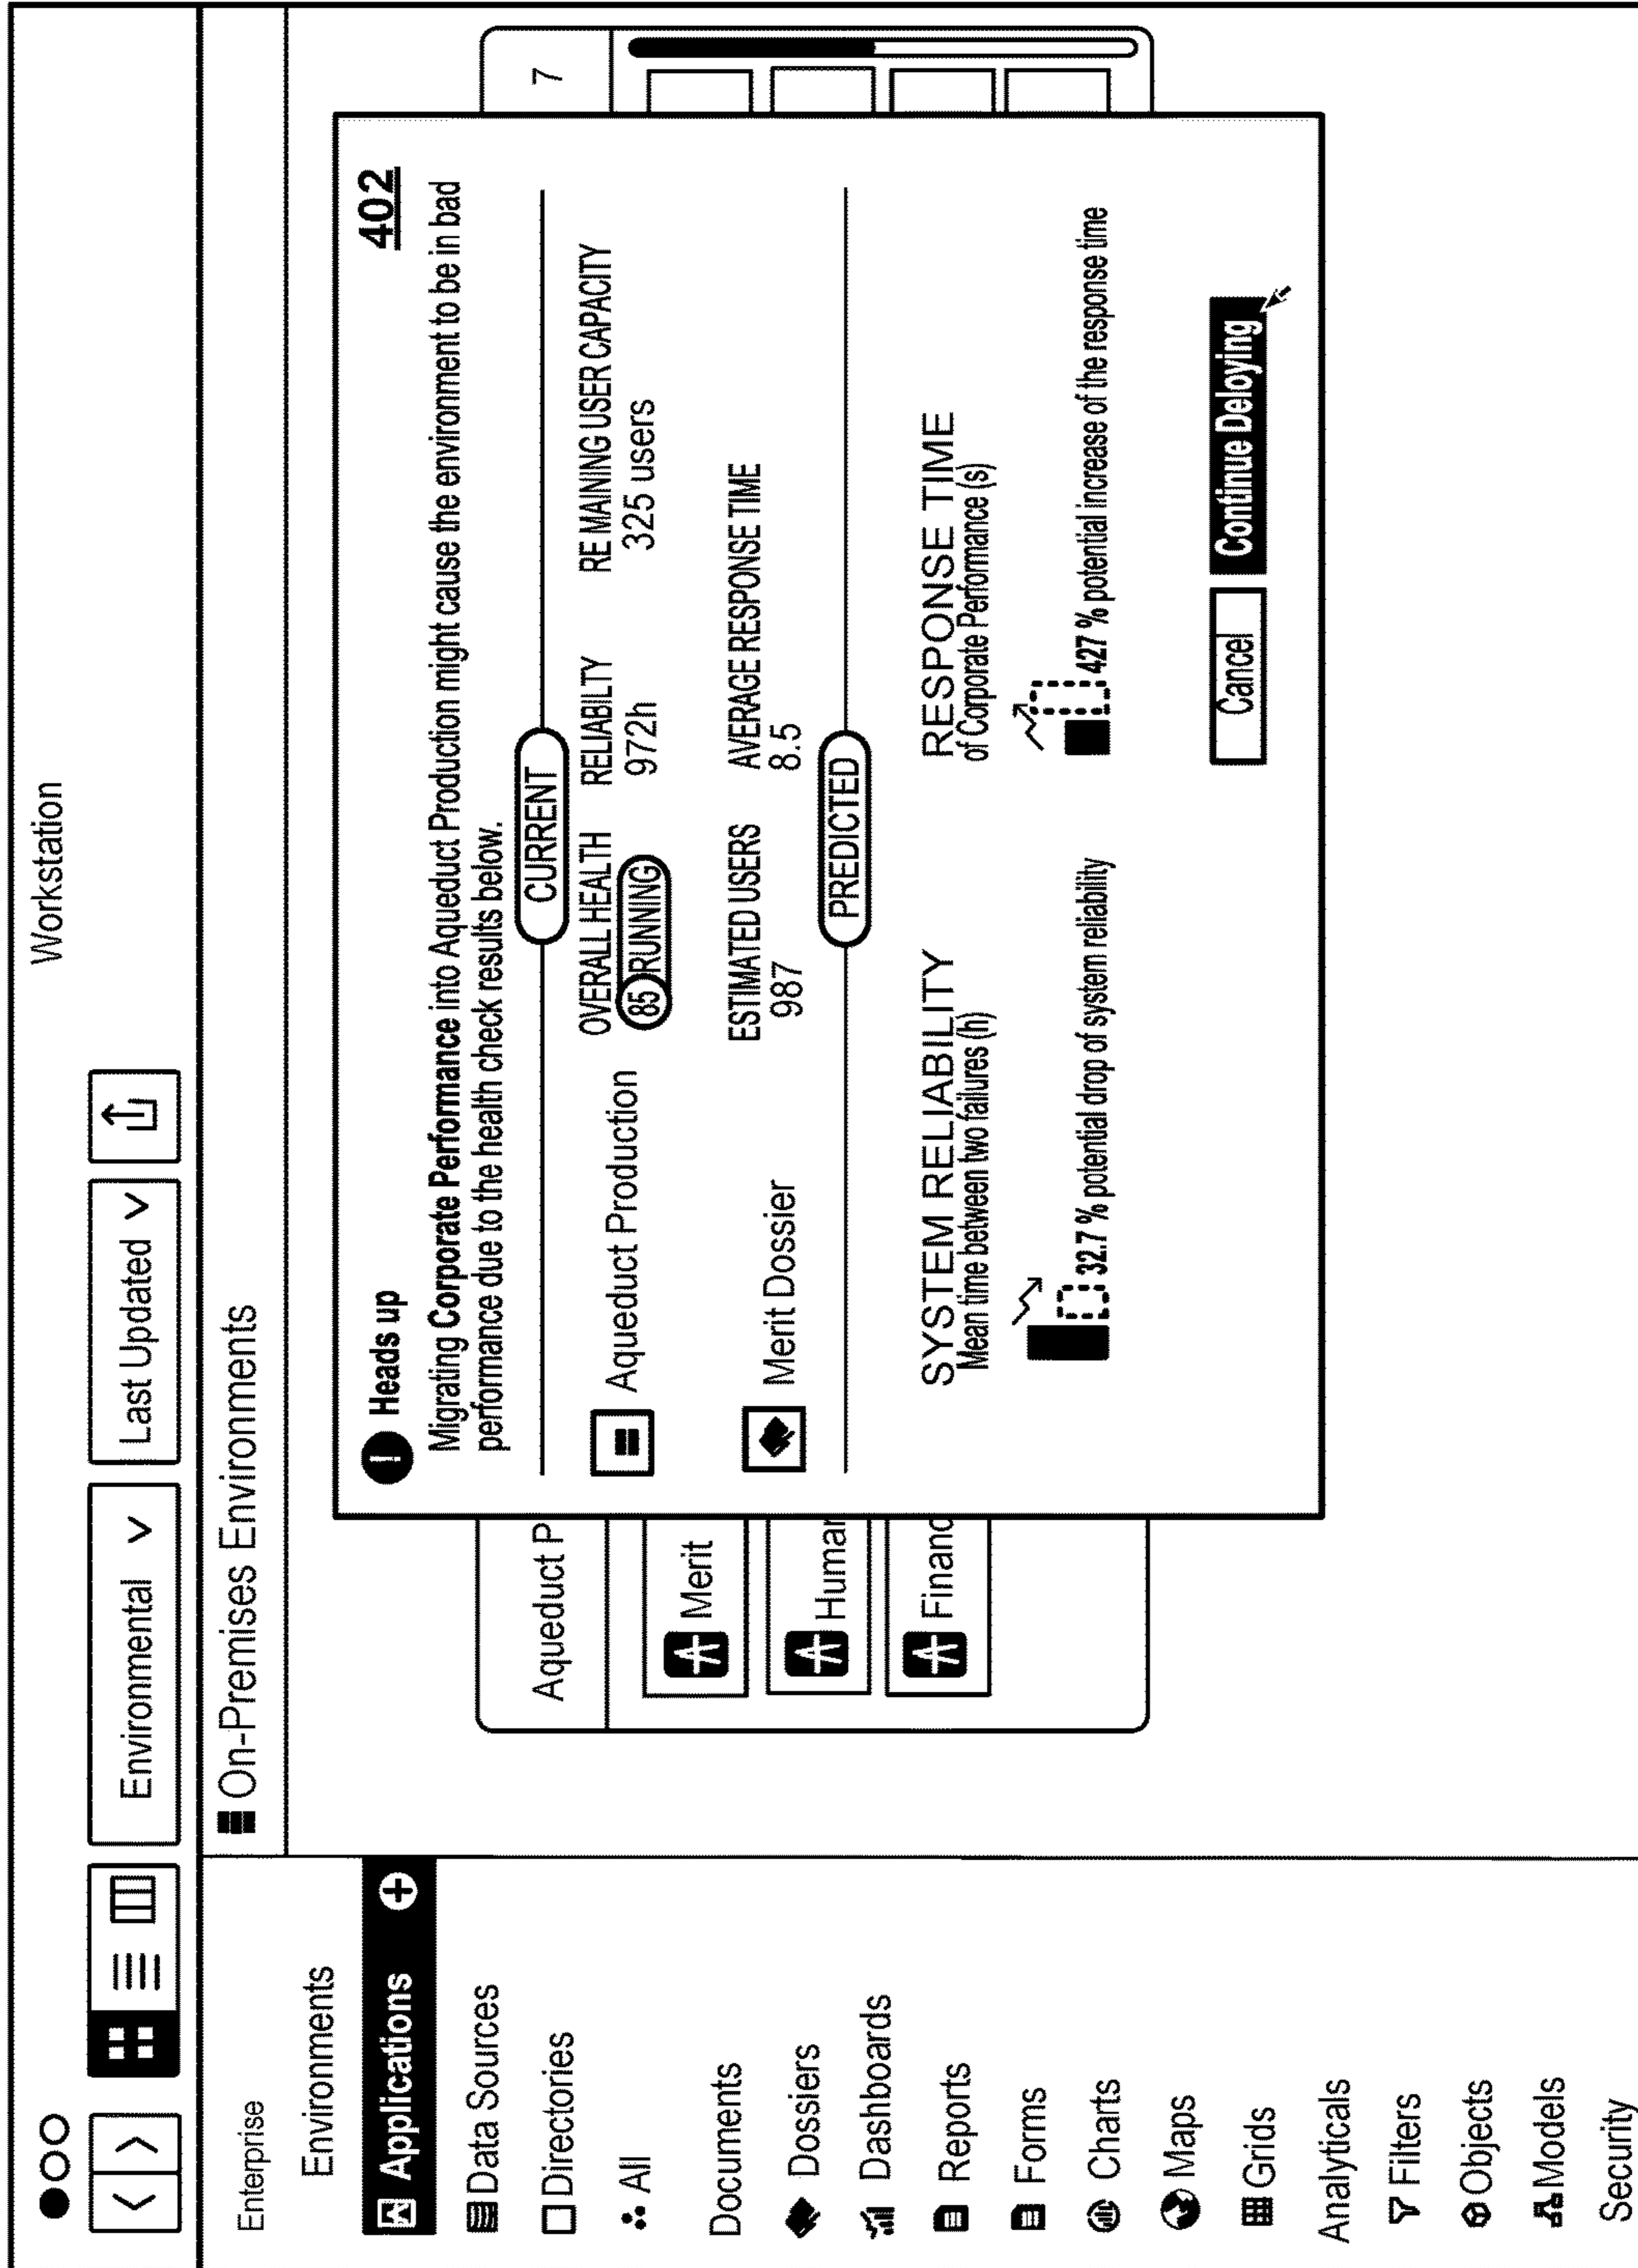 Workstation
Environmental
Last Updated
Enterprise
Environments
Applications
Data Sources
Directories
All
Documents
Dossiers
Dashboards
Reports
Forms
Charts
Maps
Grids
Analyticals
Filters
Objects
Models
Security
On-Premises Environments
Aqueduct P
7
Merit
Human
Financ
402
! Heads up
Migrating Corporate Performance into Aqueduct Production might cause the environment to be in bad
performance due to the health check results below.
CURRENT
OVERALL HEALTH RELIABILTY RE MAINING USER CAPACITY
Aqueduct Production 85 RUNNING 972h 325 users
ESTIMATED USERS AVERAGE RESPONSE TIME
Merit Dossier 987 8.5
PREDICTED
SYSTEM RELIABILITY
Mean time between two failures (h)
32.7 % potential drop of system reliability
RESPONSE TIME
of Corporate Performance (s)
427 % potential increase of the response time
Cancel
Continue Deloying